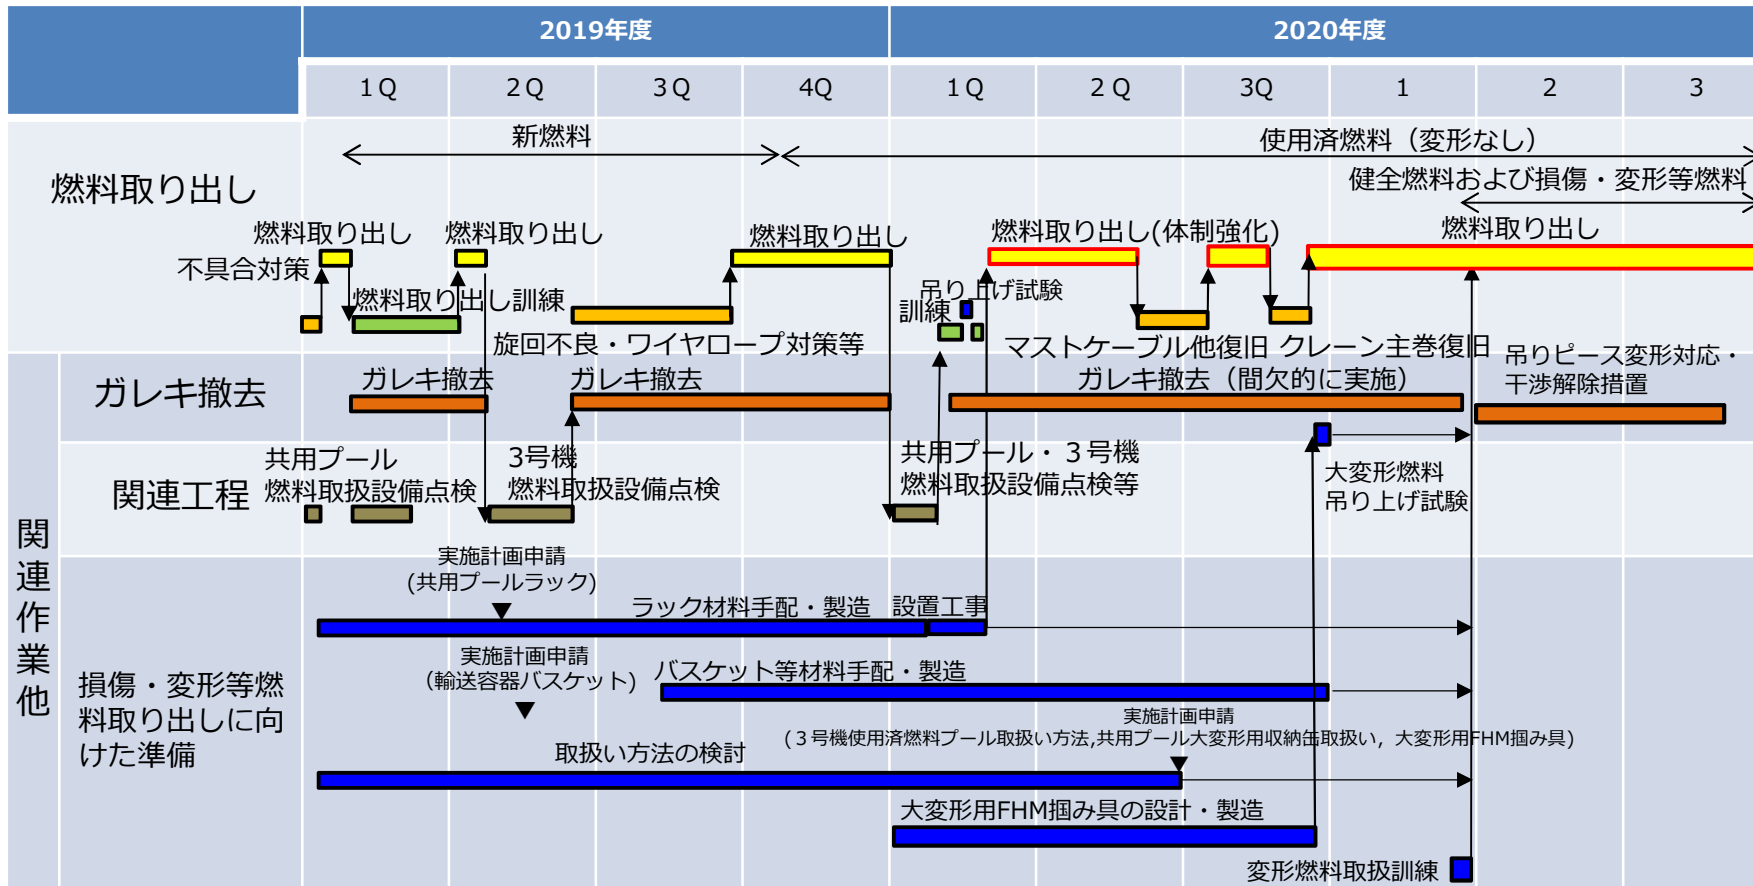 2019年度
2020年度
1Q
2Q
3Q
4Q
1Q
2Q
3Q
1
2
3
燃料取り出し
新燃料
使用済燃料（変形なし）
健全燃料および損傷・変形等燃料
燃料取り出し
燃料取り出し
燃料取り出し
燃料取り出し(体制強化)
燃料取り出し
不具合対策
燃料取り出し訓練
吊り上げ試験
訓練
旋回不良・ワイヤロープ対策等
マストケーブル他復旧
クレーン主巻復旧
関連作業他
ガレキ撤去
ガレキ撤去
ガレキ撤去
ガレキ撤去（間欠的に実施）
吊りピース変形対応・
干渉解除措置
関連工程
共用プール
燃料取扱設備点検
3号機
燃料取扱設備点検
共用プール・３号機
燃料取扱設備点検等
大変形燃料
吊り上げ試験
損傷・変形等燃
料取り出しに向
けた準備
実施計画申請
(共用プールラック)
ラック材料手配・製造
設置工事
実施計画申請
(輸送容器バスケット)
バスケット等材料手配・製造
実施計画申請
(３号機使用済燃料プール取扱い方法,共用プール大変形用収納缶取扱い，大変形用FHM掴み具)
取扱い方法の検討
大変形用FHM掴み具の設計・製造
変形燃料取扱訓練